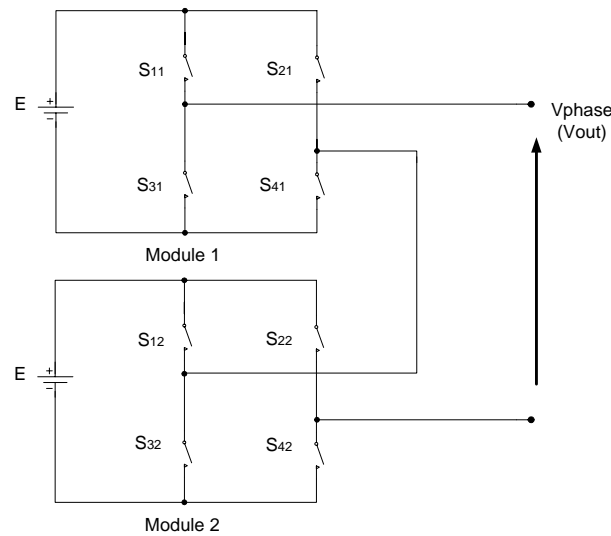 S11
S21
E
+
−
Vphase
(Vout)
S31
S41
Module 1
S12
S22
E
+
−
S32
S42
Module 2